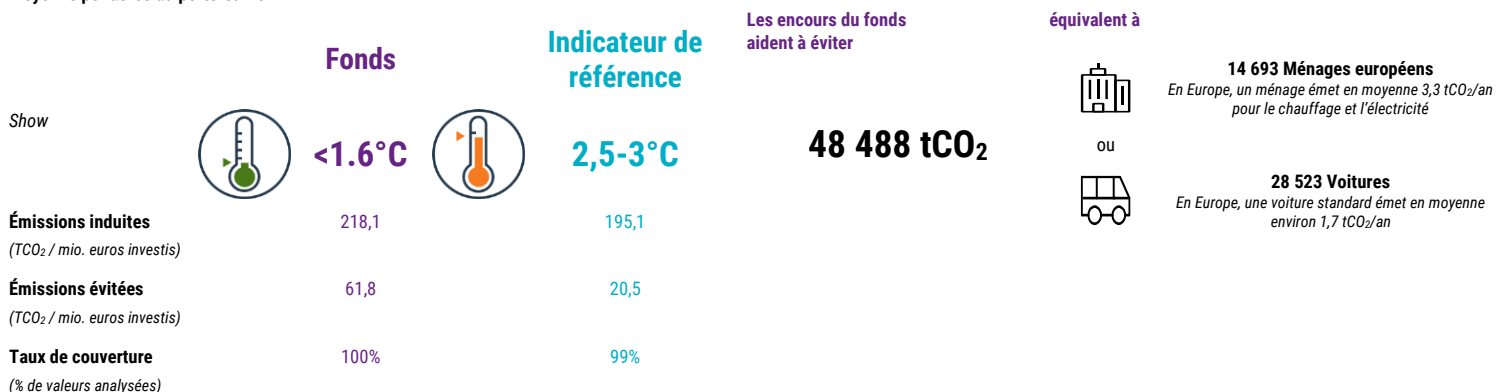 Les encours du fonds
aident à éviter
équivalent à
Fonds
Indicateur de
référence
Show
<1.6°C
2,5-3°C
48 488 tCO₂
14 693 Ménages européens
En Europe, un ménage émet en moyenne 3,3 tCO₂/an
pour le chauffage et l'électricité
ou
28 523 Voitures
En Europe, une voiture standard émet en moyenne
environ 1,7 tCO₂/an
Émissions induites 218,1 195,1
(TCO₂ / mio. euros investis)
Émissions évitées 61,8 20,5
(TCO₂ / mio. euros investis)
Taux de couverture 100% 99%
(% de valeurs analysées)